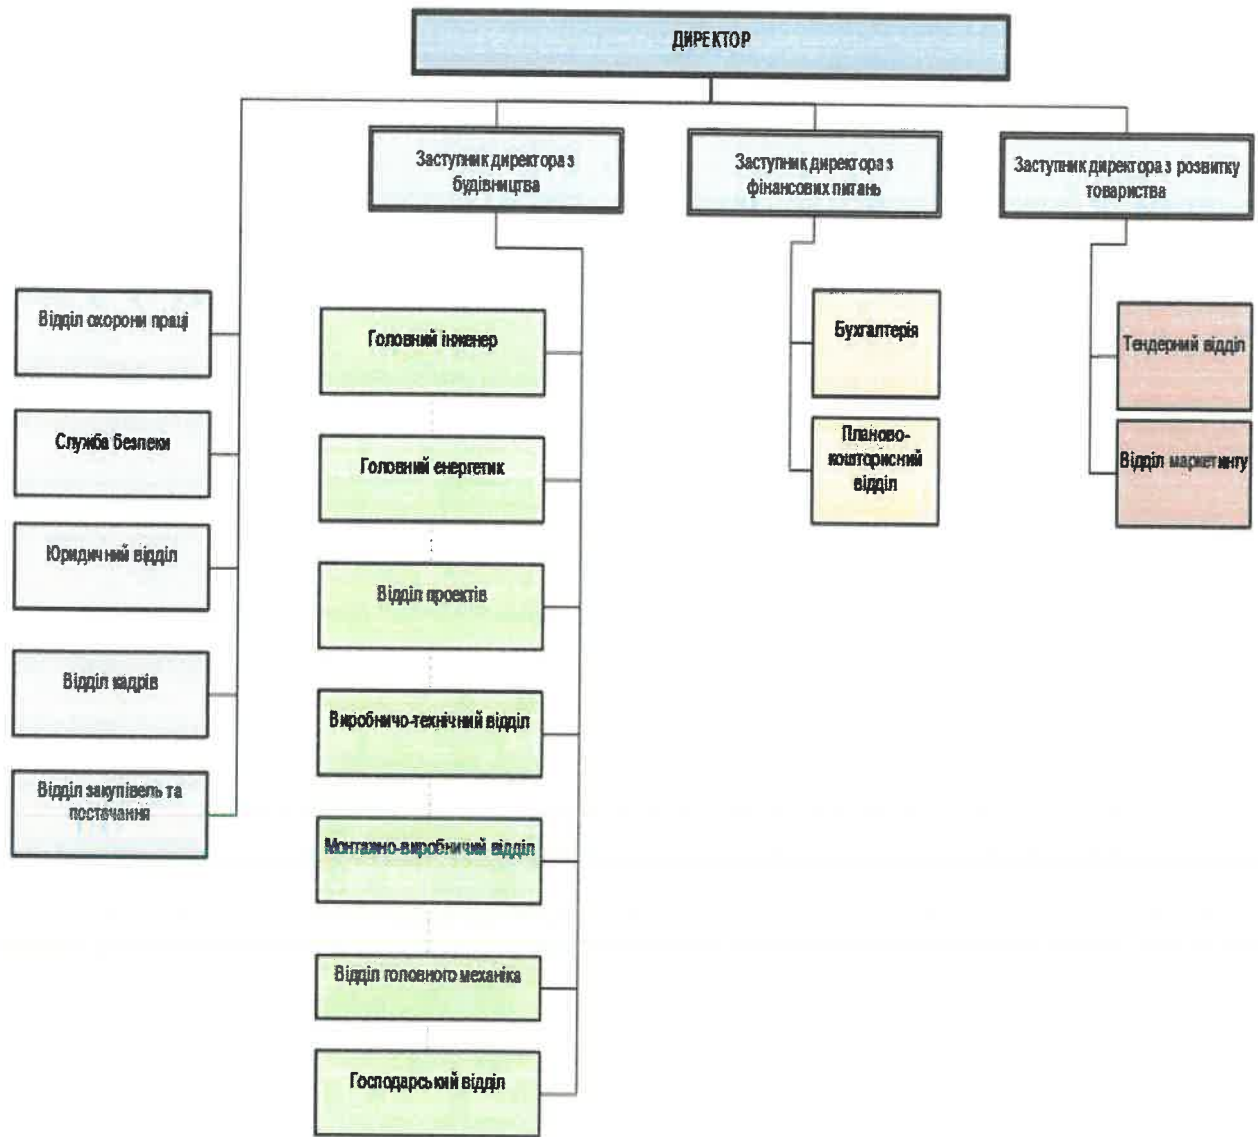 ДИРЕКТОР
Заступник директора з
будівництва
Заступник директора з
фінансових питань
Заступник директора з розвитку
товариства
Відділ охорони праці
Служба безпеки
Юридичний відділ
Відділ кадрів
Відділ закупівель та
постачання
Головний інженер
Головний енергетик
Відділ проектів
Виробничо-технічний відділ
Монтажно-виробничий відділ
Відділ головного механіка
Господарський відділ
Бухгалтерія
Планово-
кошторисний
відділ
Тендерний відділ
Відділ маркетингу